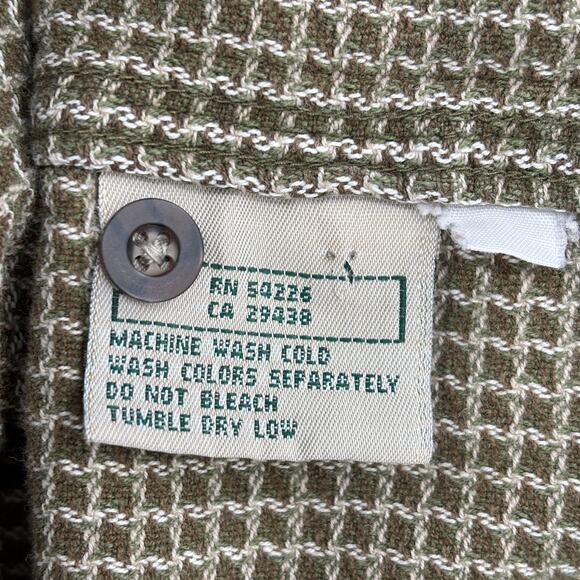 RN 54226
CA 29438
MACHINE WASH COLD
WASH COLORS SEPARATELY
DO NOT BLEACH
TUMBLE DRY LOW